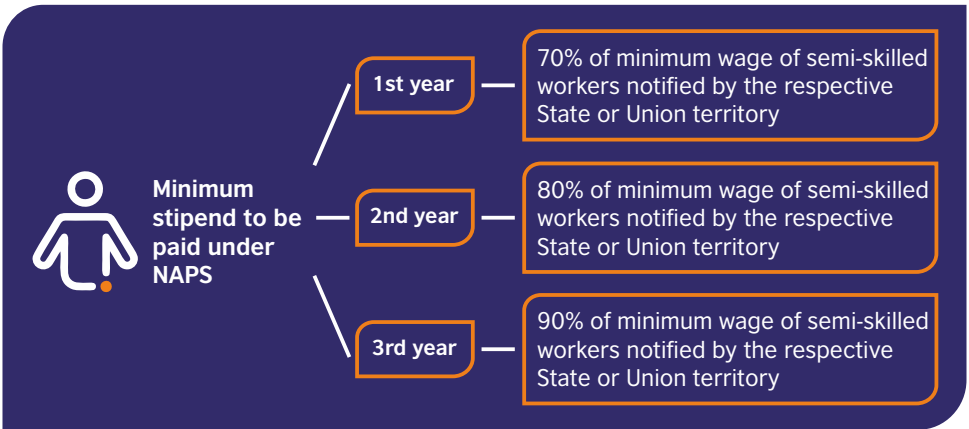 Minimum
stipend to be
paid under
NAPS
1st year
70% of minimum wage of semi-skilled
workers notified by the respective
State or Union territory
2nd year
80% of minimum wage of semi-skilled
workers notified by the respective
State or Union territory
3rd year
90% of minimum wage of semi-skilled
workers notified by the respective
State or Union territory